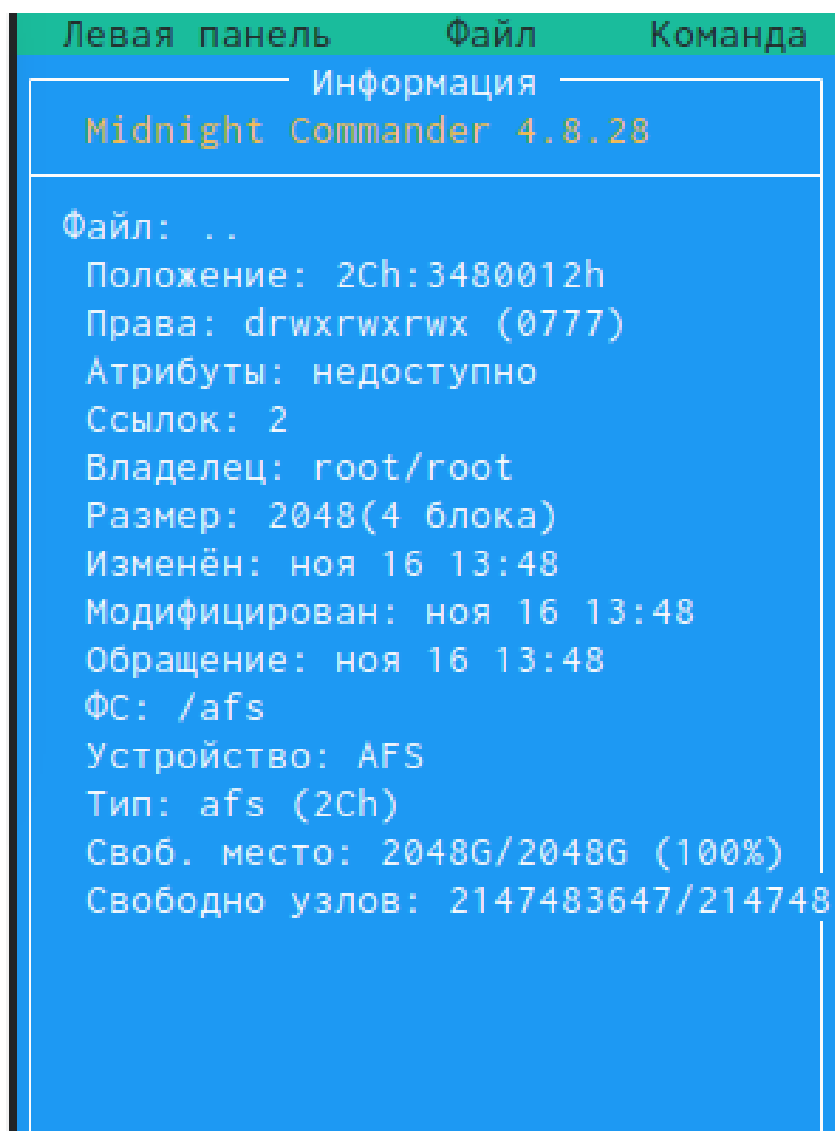 Левая панель Файл Команда
Информация
Midnight Commander 4.8.28
Файл: ..
Положение: 2Ch:3480012h
Права: drwxrwxrwx (0777)
Атрибуты: недоступно
Ссылок: 2
Владелец: root/root
Размер: 2048(4 блока)
Изменён: ноя 16 13:48
Модифицирован: ноя 16 13:48
Обращение: ноя 16 13:48
ФС: /afs
Устройство: AFS
Тип: afs (2Ch)
Своб. место: 2048G/2048G (100%)
Свободно узлов: 2147483647/214748